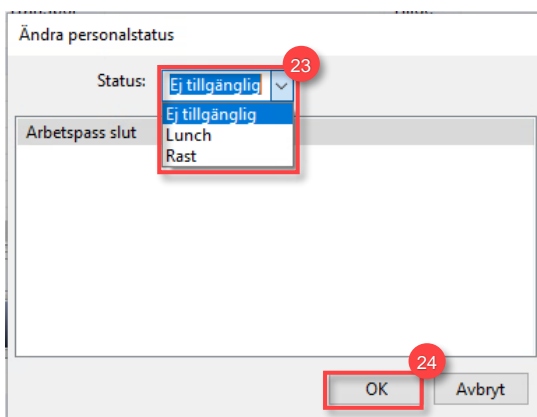 Ändra personalstatus
23
Status: Ej tillgänglig
Ej tillgänglig
Arbetspass slut
Lunch
Rast
24
OK Avbryt